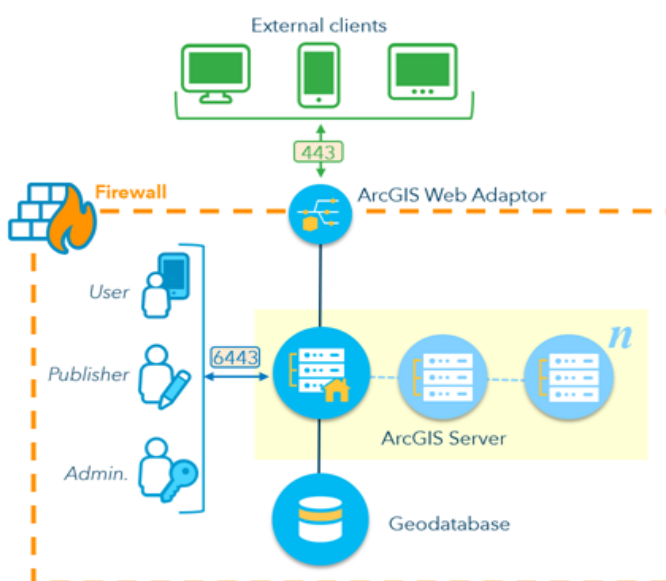 External clients
443
Firewall
ArcGIS Web Adaptor
User
n
6443
Publisher
ArcGIS Server
Admin.
Geodatabase